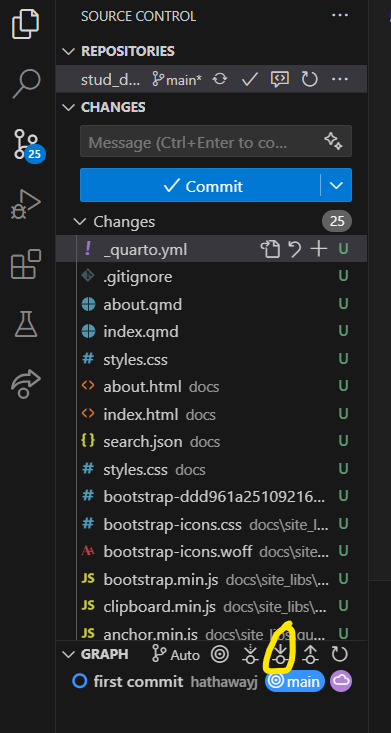 SOURCE CONTROL
REPOSITORIES
stud_d... main*
CHANGES
Message (Ctrl+Enter to co...
25
Commit
Changes 25
! _quarto.yml U
.gitignore U
about.qmd U
index.qmd U
# styles.css U
<> about.html docs U
<> index.html docs U
{} search.json docs U
# styles.css docs U
# bootstrap-ddd961a25109216... U
# bootstrap-icons.css docs\site_l... U
AA bootstrap-icons.woff docs\site... U
JS bootstrap.min.js docs\site_libs\... U
JS clipboard.min.js docs\site_libs\... U
JS anchor.min.js docs\site_libs\qu... U
GRAPH Auto
first commit hathawayj main